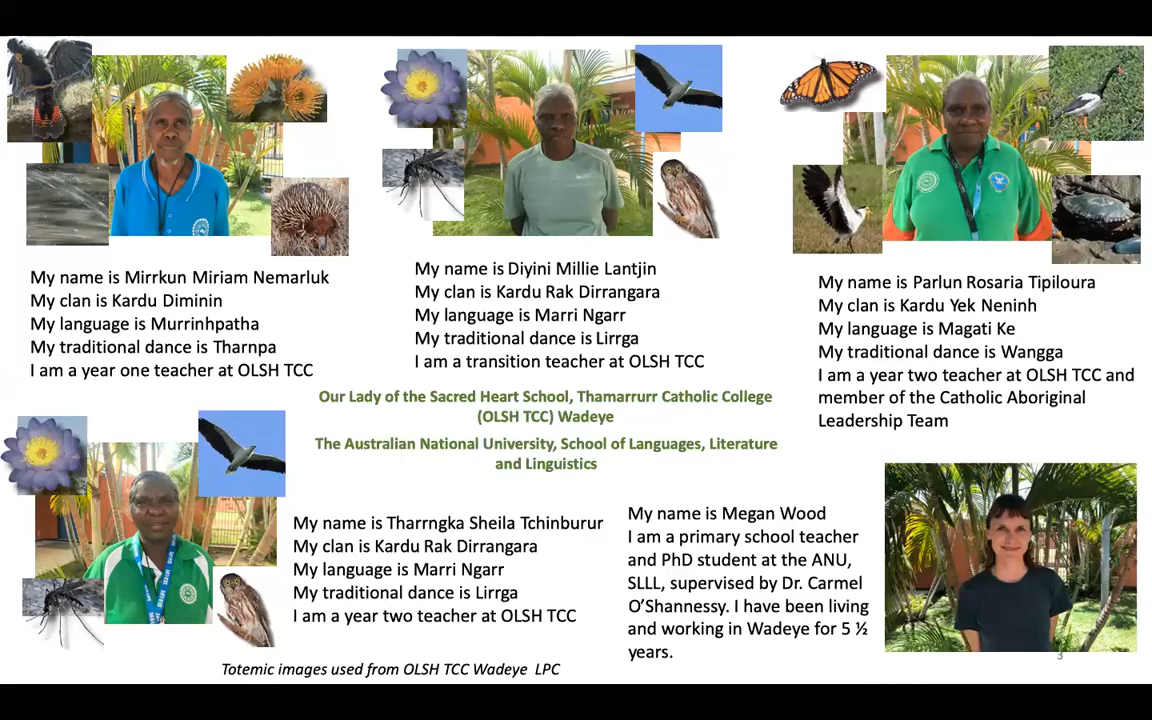 My name is Mirrkun Miriam Nemarluk
My clan is Kardu Diminin
My language is Murrinhpatha
My traditional dance is Tharnpa
I am a year one teacher at OLSH TCC
My name is Diyini Millie Lantjin
My clan is Kardu Rak Dirrangara
My language is Marri Ngarr
My traditional dance is Lirrga
I am a transition teacher at OLSH TCC
My name is Parlun Rosaria Tipiloura
My clan is Kardu Yek Neninh
My language is Magati Ke
My traditional dance is Wangga
I am a year two teacher at OLSH TCC and
member of the Catholic Aboriginal
Leadership Team
Our Lady of the Sacred Heart School, Thamarrurr Catholic College
(OLSH TCC) Wadeye
The Australian National University, School of Languages, Literature
and Linguistics
My name is Tharrngka Sheila Tchinburur
My clan is Kardu Rak Dirrangara
My language is Marri Ngarr
My traditional dance is Lirrga
I am a year two teacher at OLSH TCC
My name is Megan Wood
I am a primary school teacher
and PhD student at the ANU,
SLLL, supervised by Dr. Carmel
O’Shannessy. I have been living
and working in Wadeye for 5 ½
years.
3
Totemic images used from OLSH TCC Wadeye LPC